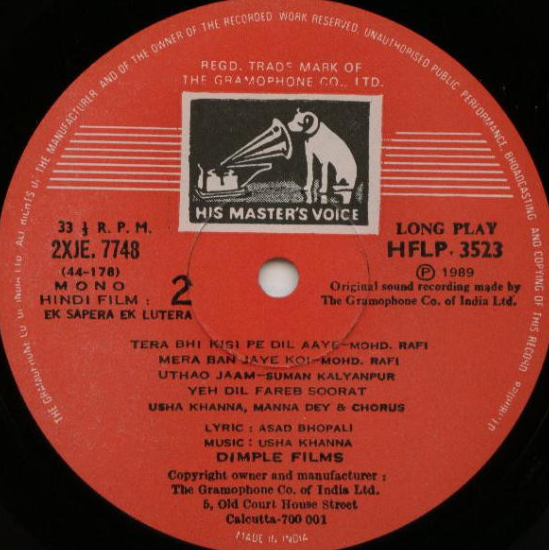 ALL RIGHTS OF THE MANUFACTURER AND OF THE OWNER OF THE RECORDED WORK RESERVED. UNAUTHORISED PUBLIC PERFORMANCE, BROADCASTING AND COPYING OF THIS RECORD PROHIBITED
REGD. TRADE MARK OF
THE GRAMOPHONE CO., LTD.
HIS MASTER'S VOICE
33 ⅓ R. P. M.
2XJE. 7748
(44-178)
MONO
HINDI FILM : 2
EK SAPERA EK LUTERA
LONG PLAY
HFLP. 3523
Ⓟ 1989
Original sound recording made by
The Gramophone Co. of India Ltd.
TERA BHI KISI PE DIL AAYE-MOHD. RAFI
MERA BAN JAYE KOI-MOHD. RAFI
UTHAO JAAM-SUMAN KALYANPUR
YEH DIL FAREB SOORAT
USHA KHANNA, MANNA DEY & CHORUS
LYRIC : ASAD BHOPALI
MUSIC : USHA KHANNA
DIMPLE FILMS
Copyright owner and manufacturer :
The Gramophone Co. of India Ltd.
5, Old Court House Street
Calcutta-700 001
MADE IN INDIA